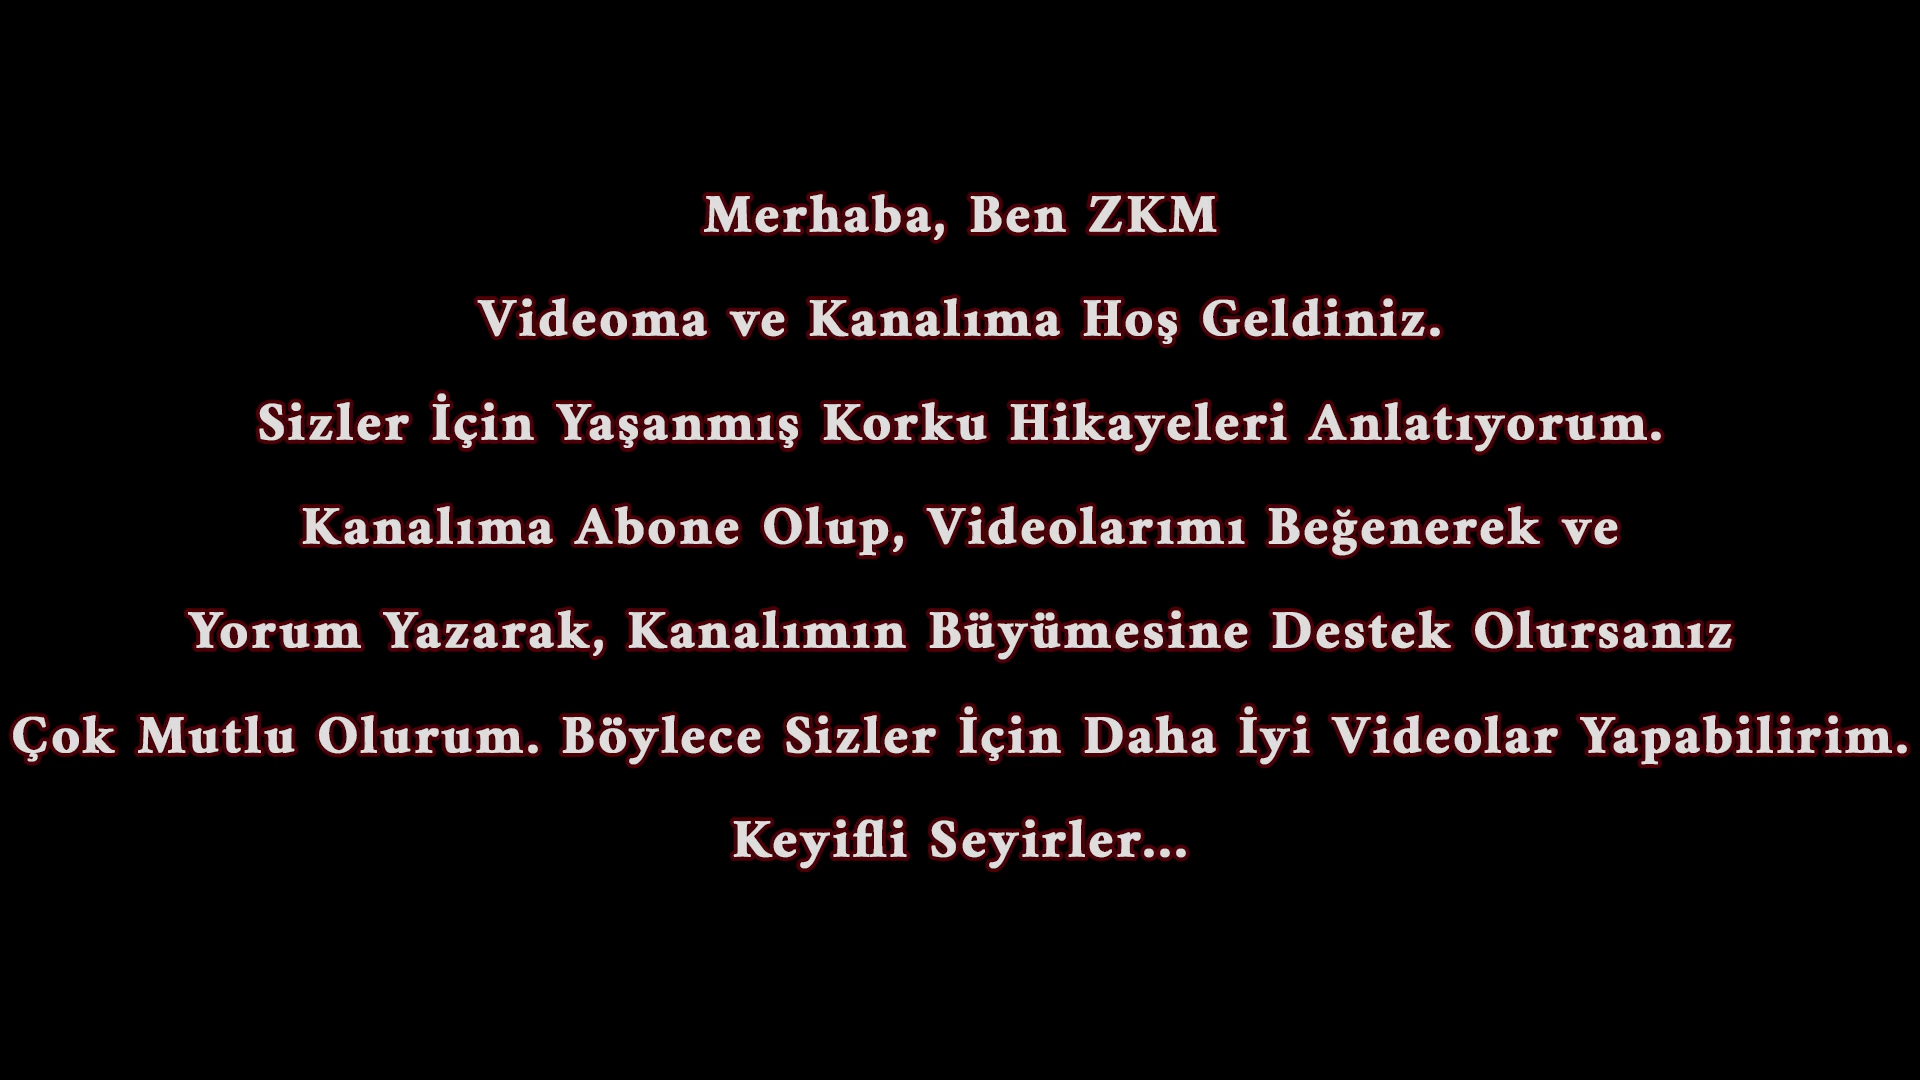 Merhaba, Ben ZKM
Videoma ve Kanalıma Hoş Geldiniz.
Sizler İçin Yaşanmış Korku Hikayeleri Anlatıyorum.
Kanalıma Abone Olup, Videolarımı Beğenerek ve
Yorum Yazarak, Kanalımın Büyümesine Destek Olursanız
Çok Mutlu Olurum. Böylece Sizler İçin Daha İyi Videolar Yapabilirim.
Keyifli Seyirler...